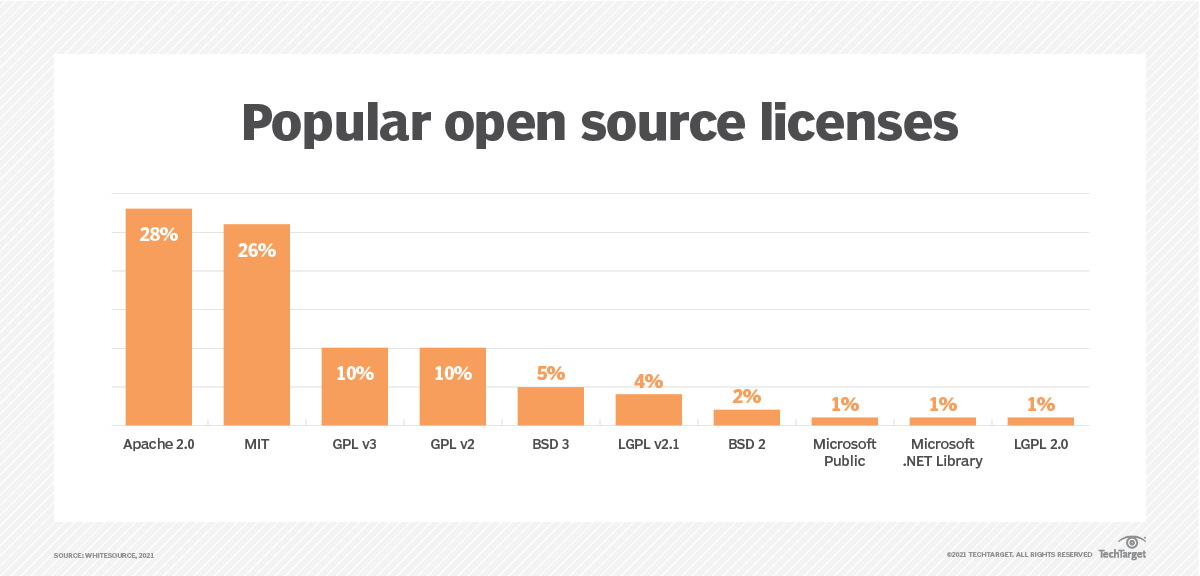 Popular open source licenses
28%
26%
10%
10%
5%
4%
2%
1%
1%
1%
Apache 2.0
MIT
GPL v3
GPL v2
BSD 3
LGPL v2.1
BSD 2
Microsoft
Public
Microsoft
.NET Library
LGPL 2.0
SOURCE: WHITESOURCE, 2021
©2021 TECHTARGET. ALL RIGHTS RESERVED
TechTarget